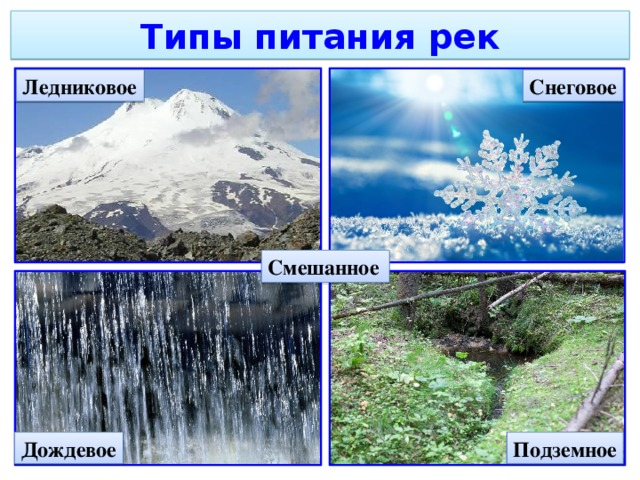 Типы питания рек
Ледниковое
Снеговое
Смешанное
Дождевое
Подземное